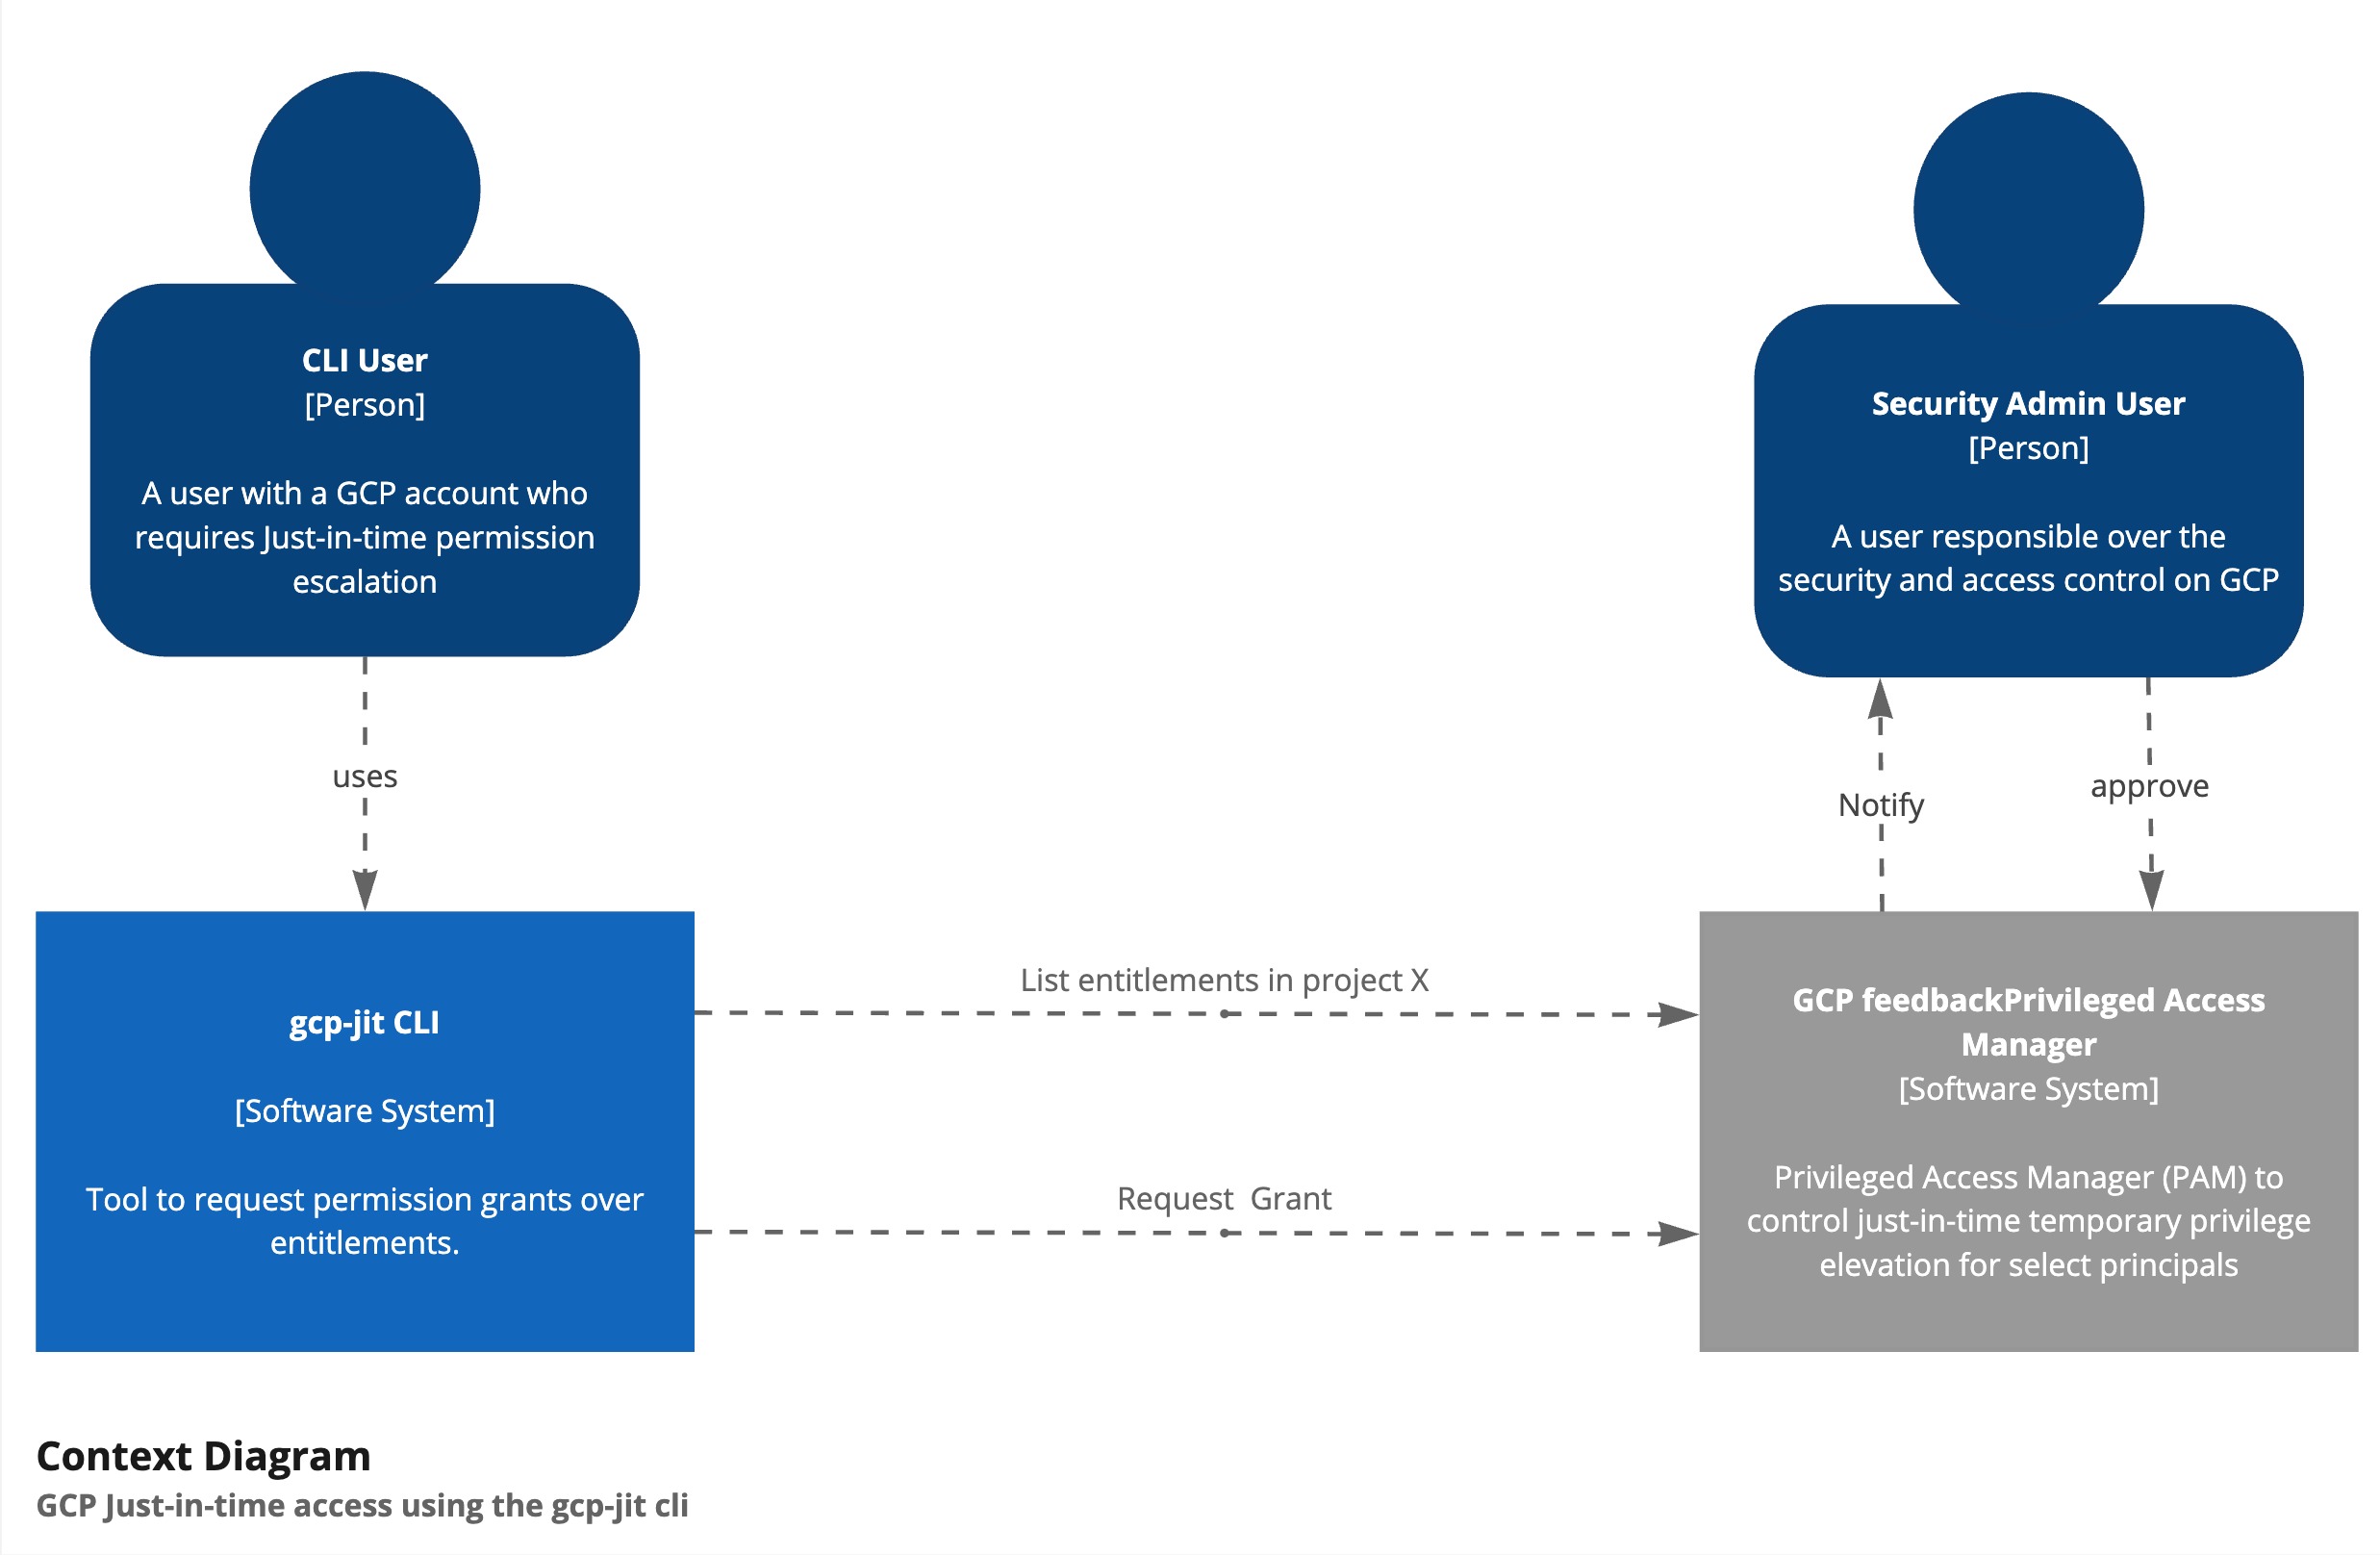 CLI User
[Person]
A user with a GCP account who
requires Just-in-time permission
escalation
Security Admin User
[Person]
A user responsible over the
security and access control on GCP
uses
Notify
approve
gcp-jit CLI
[Software System]
Tool to request permission grants over
entitlements.
List entitlements in project X
Request  Grant
GCP feedbackPrivileged Access
Manager
[Software System]
Privileged Access Manager (PAM) to
control just-in-time temporary privilege
elevation for select principals
Context Diagram
GCP Just-in-time access using the gcp-jit cli